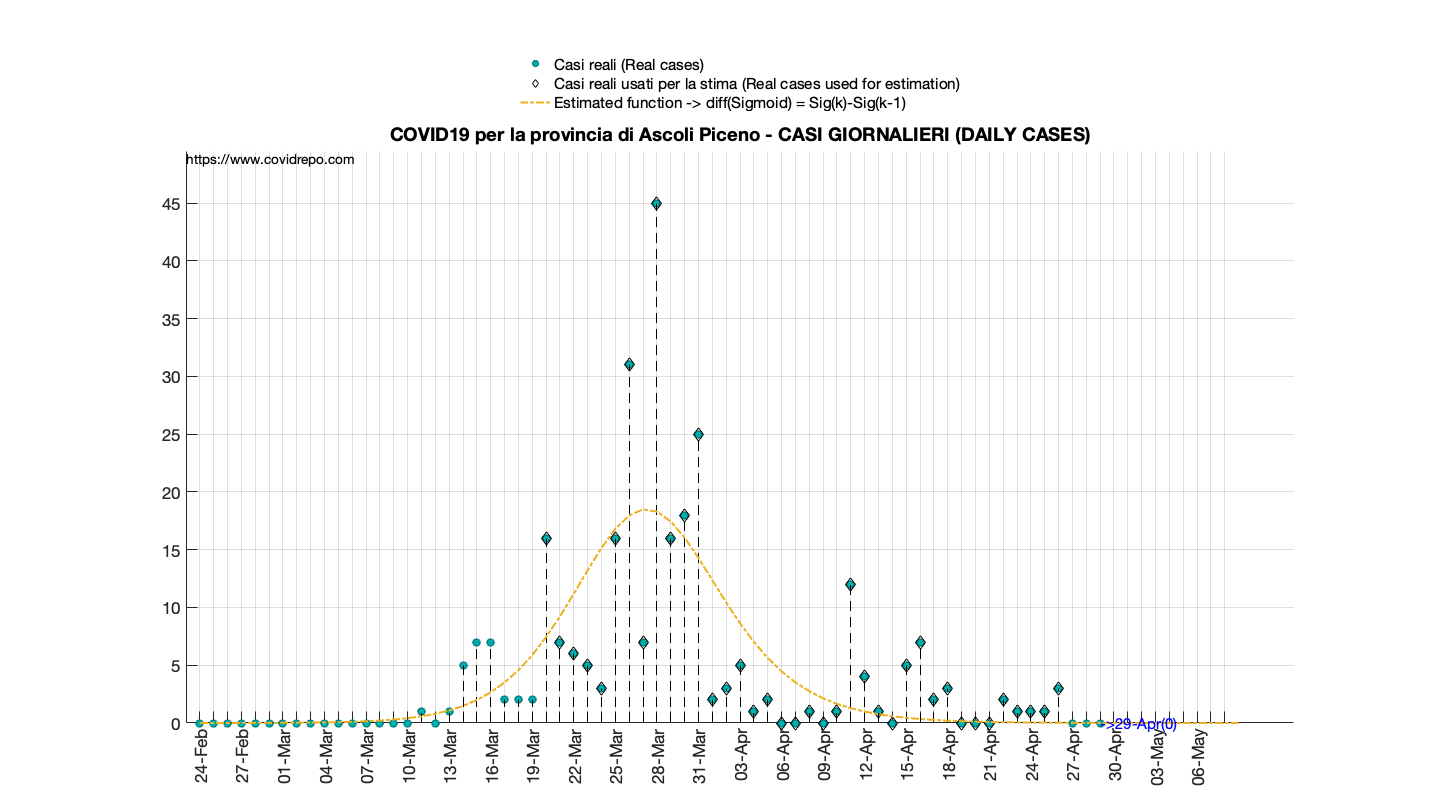 Casi reali (Real cases)
Casi reali usati per la stima (Real cases used for estimation)
Estimated function -> diff(Sigmoid) = Sig(k)-Sig(k-1)
COVID19 per la provincia di Ascoli Piceno - CASI GIORNALIERI (DAILY CASES)
https://www.covidrepo.com
45
40
35
30
25
20
15
10
5
0
->29-Apr(0)
24-Feb
27-Feb
01-Mar
04-Mar
07-Mar
10-Mar
13-Mar
16-Mar
19-Mar
22-Mar
25-Mar
28-Mar
31-Mar
03-Apr
06-Apr
09-Apr
12-Apr
15-Apr
18-Apr
21-Apr
24-Apr
27-Apr
30-Apr
03-May
06-May